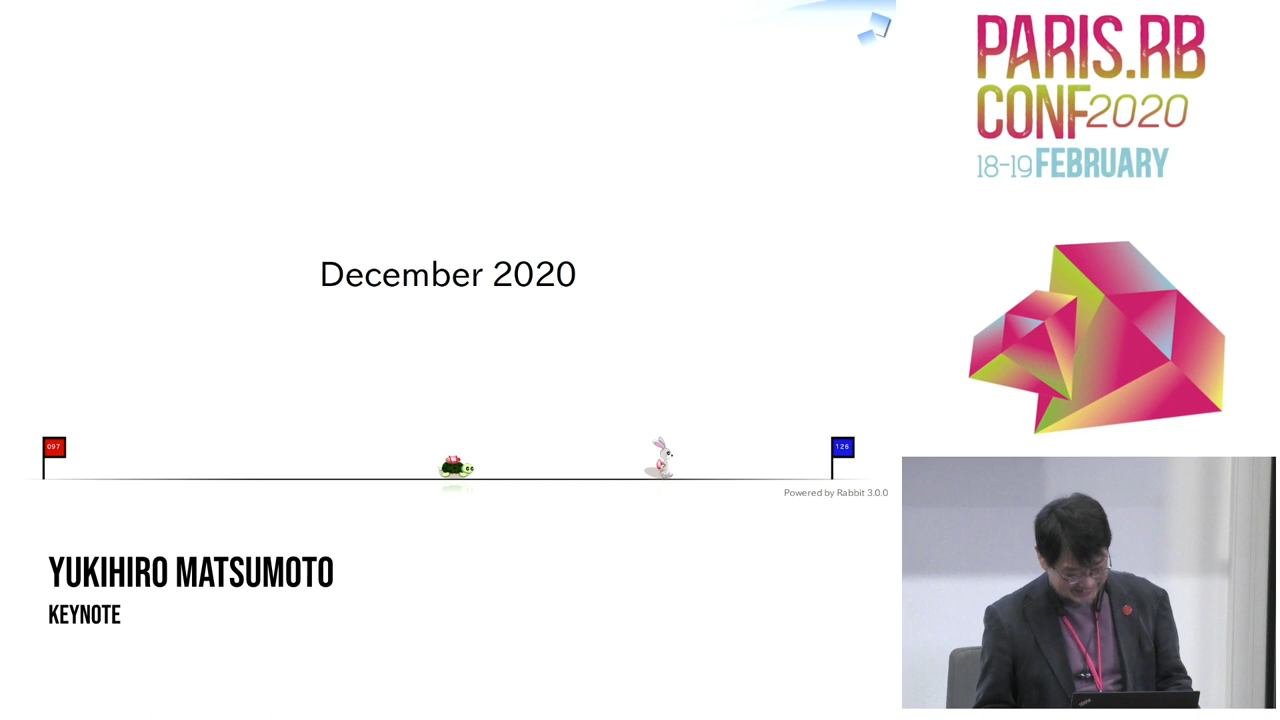 December 2020
097
126
Powered by Rabbit 3.0.0
YUKIHIRO MATSUMOTO
KEYNOTE
PARIS.RB
CONF2020
18-19 FEBRUARY